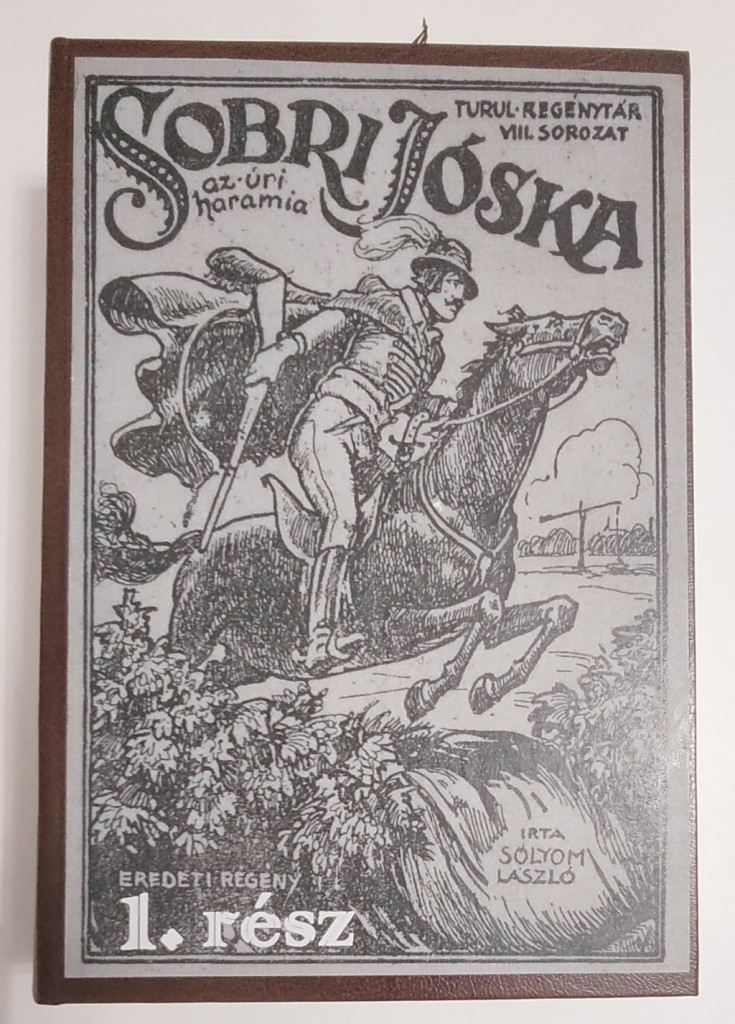 SOBRI JÓSKA
az úri
haramia
TURUL·REGÉNYTÁR
VIII. SOROZAT
IRTA
SÓLYOM
LÁSZLÓ
EREDETI REGÉNY
1. rész